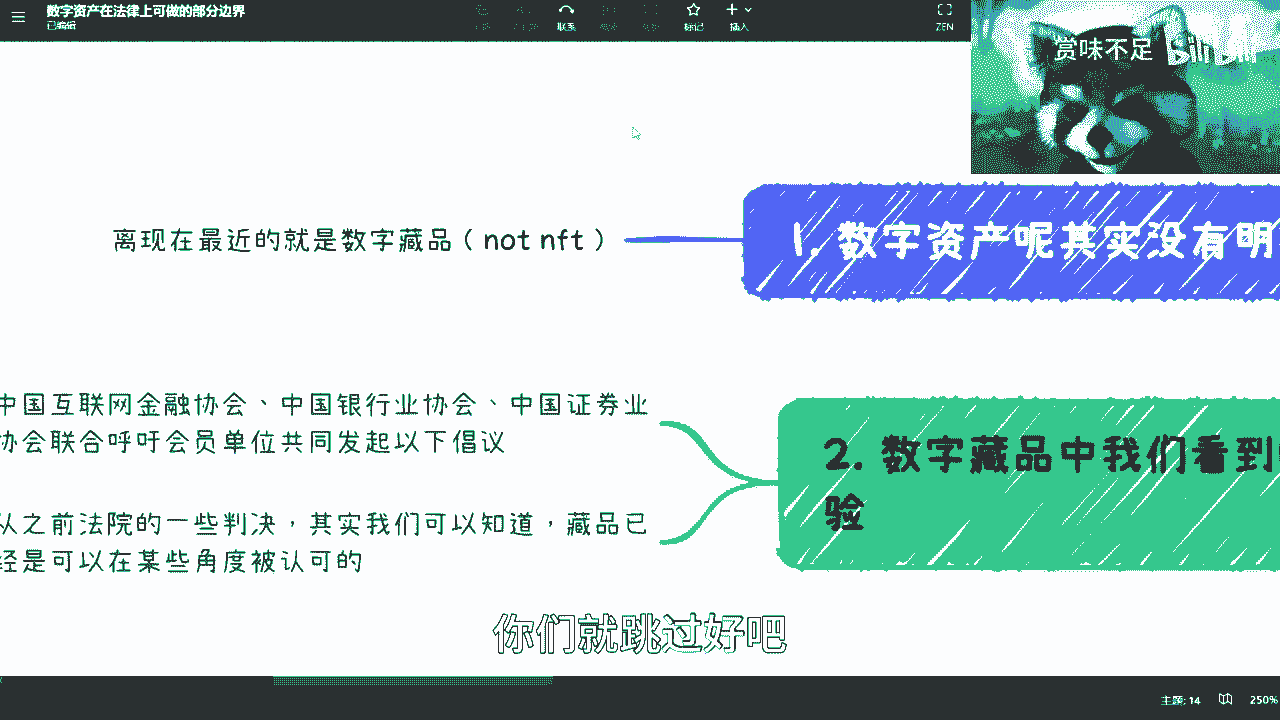 数字资产在法律上可做的部分边界
已编辑
联系
标记
插入
ZEN
赏味不足
bilibili
离现在最近的就是数字藏品（not nft）
1. 数字资产呢其实没有明
中国互联网金融协会、中国银行业协会、中国证券业
协会联合呼吁会员单位共同发起以下倡议
2. 数字藏品中我们看到
验
从之前法院的一些判决，其实我们可以知道，藏品已
经是可以在某些角度被认可的
你们就跳过好吧
主题: 14
250%